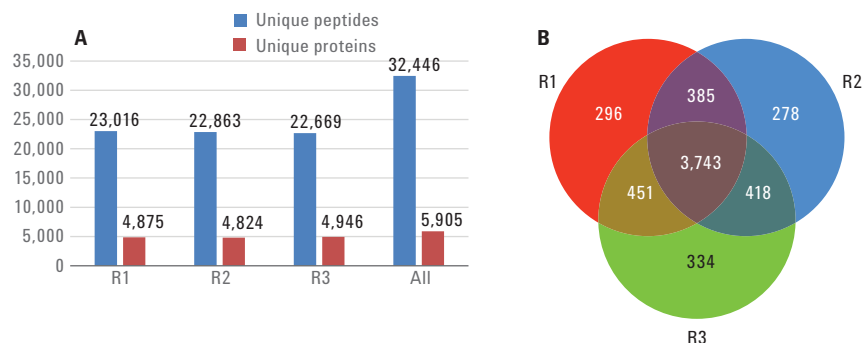 A
Unique peptides
Unique proteins
35,000
30,000
25,000
20,000
15,000
10,000
5,000
0
23,016
4,875
22,863
4,824
22,669
4,946
32,446
5,905
R1
R2
R3
All
B
R1
R2
296
385
278
3,743
451
418
334
R3